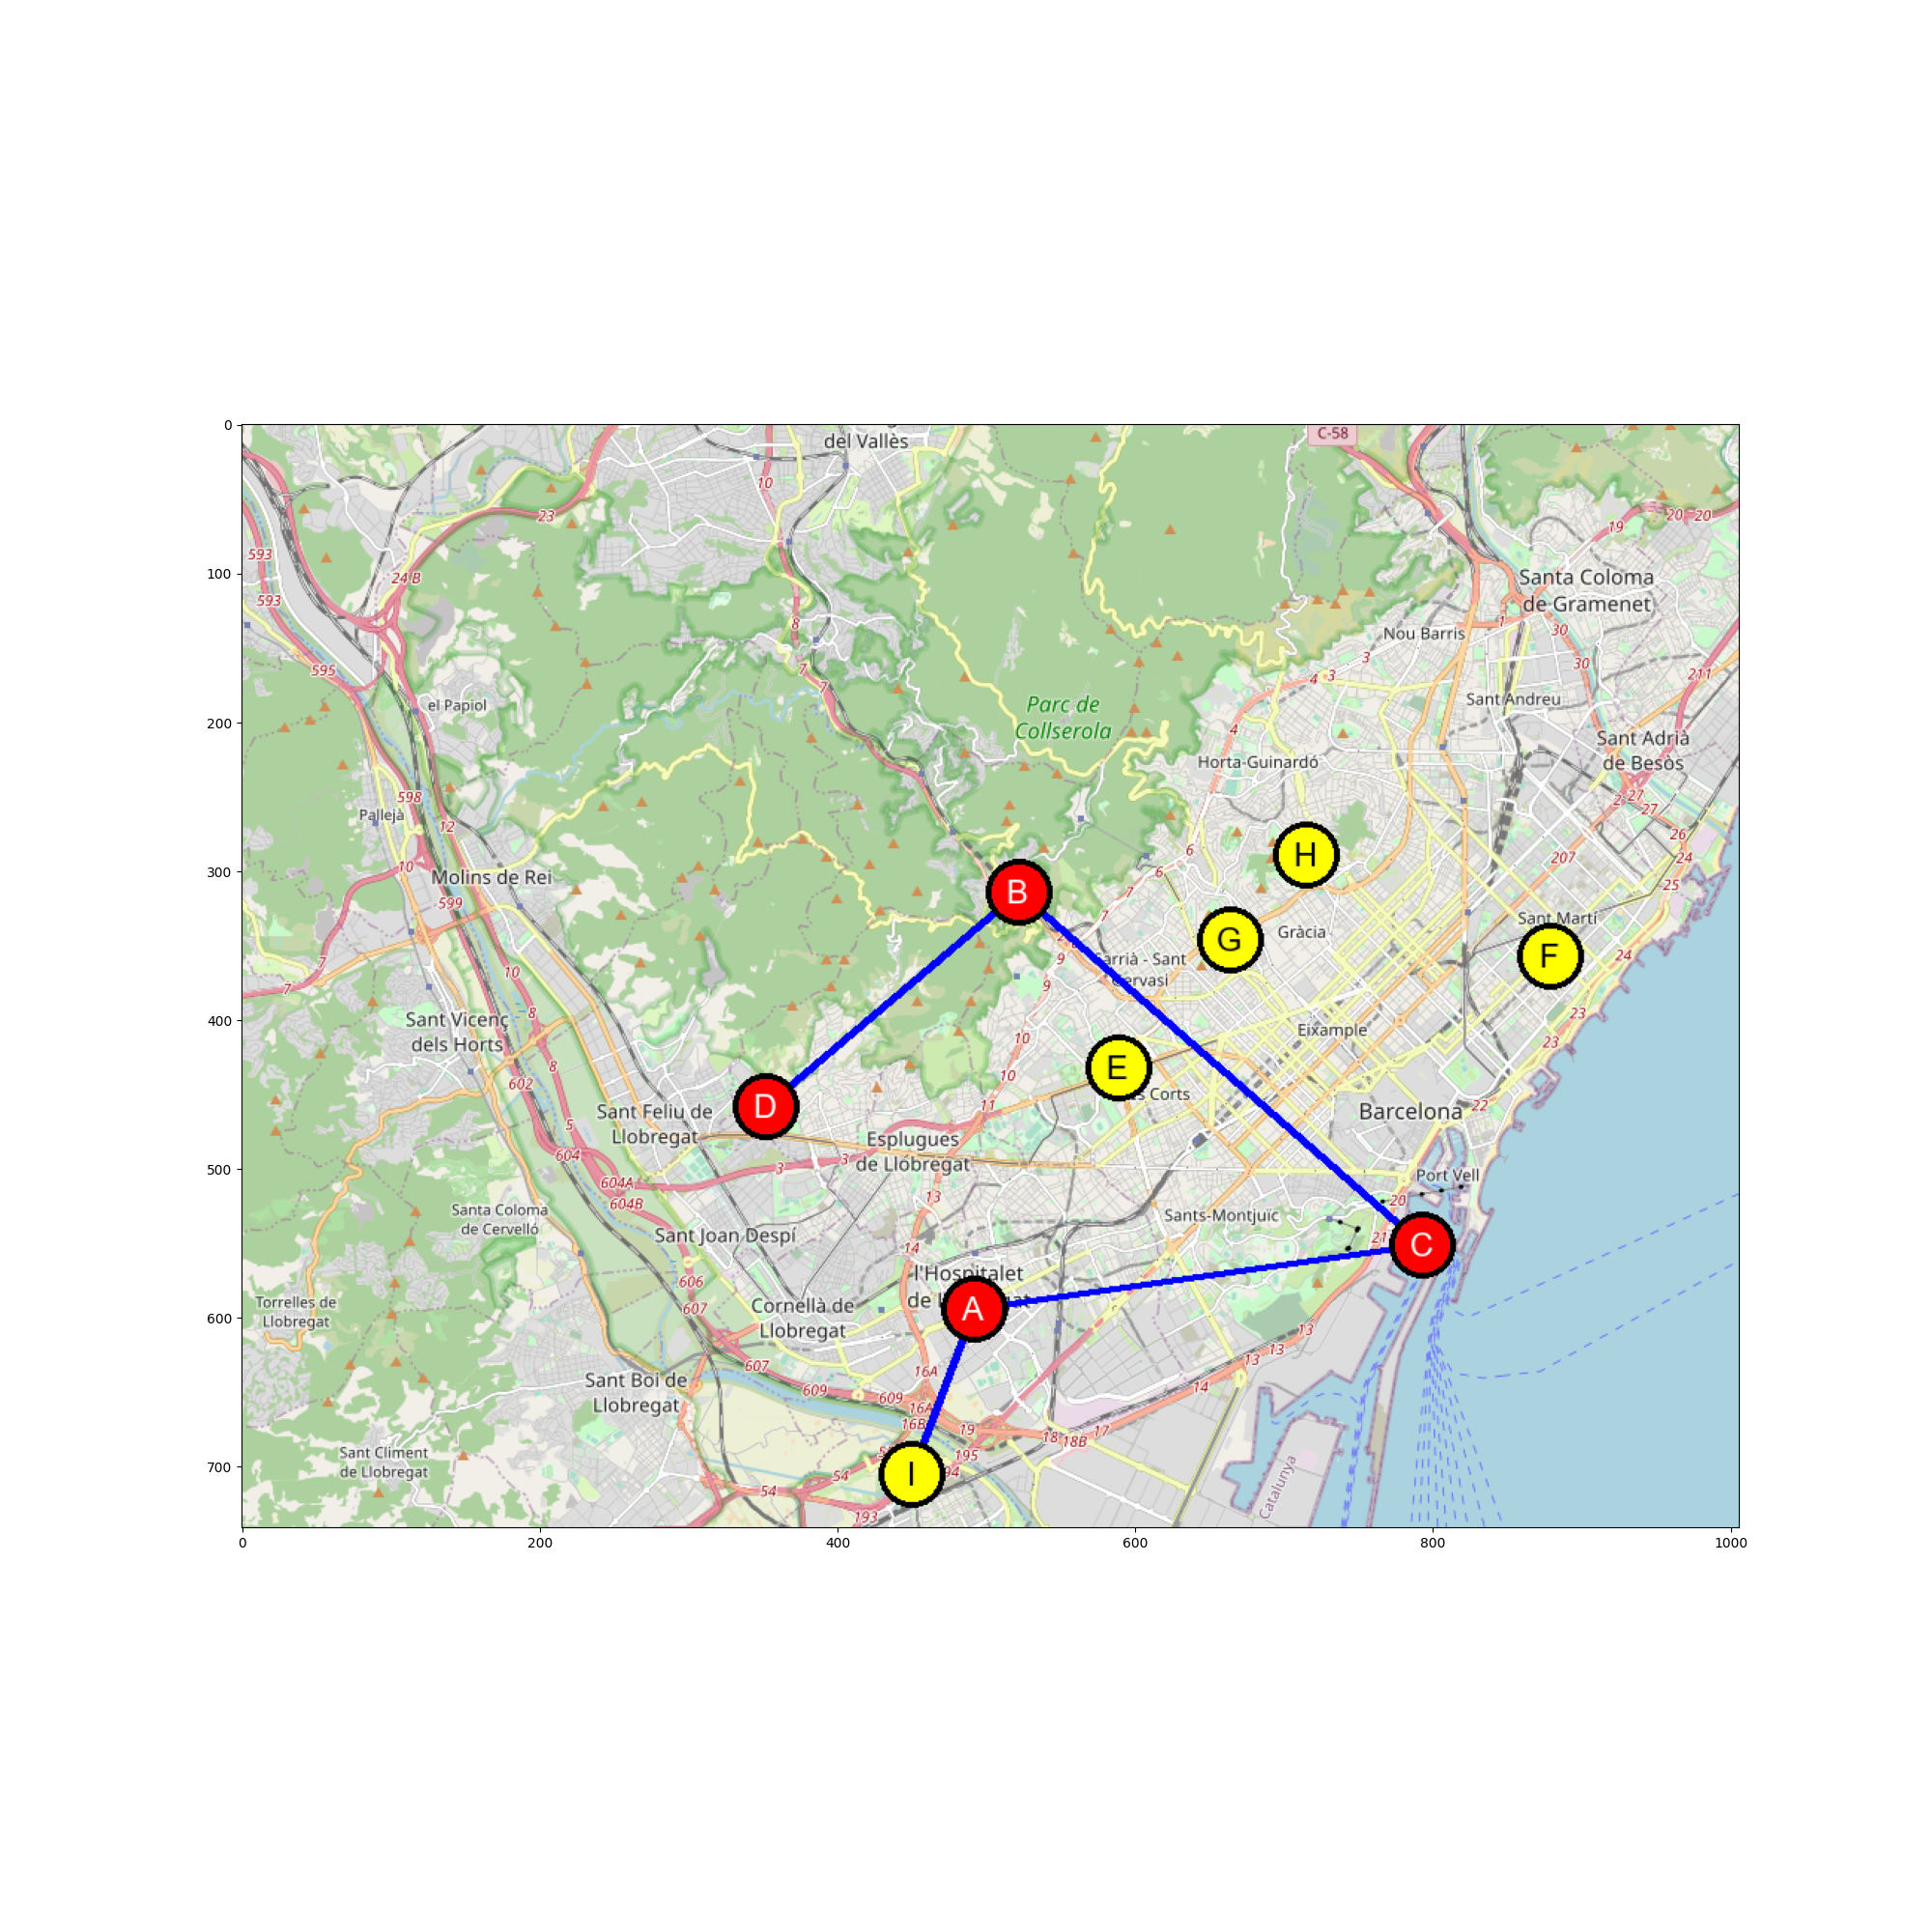 del Vallès
C-58
0
10
23
19
20
20
593
24 B
593
100
Santa Coloma
de Gramenet
1
30
8
Nou Barris
3
30
595
7
7
4
3
211
el Papiol
Parc de
Collserola
Sant Andreu
200
4
Sant Adrià
de Besòs
Horta-Guinardó
598
Pallejà
12
27
27
26
10
6
H
207
24
300
Molins de Rei
6
25
599
B
7
7
Sant Martí
G
Gràcia
7
10
9
F
24
7
9
Sarrià - Sant
Gervasi
400
Sant Vicenç
dels Horts
8
23
10
Eixample
23
8
E
602
10
Les Corts
D
11
Sant Feliu de
Llobregat
Barcelona
22
5
Esplugues
de Llobregat
604
3
3
500
604A
604B
13
Port Vell
20
Santa Coloma
de Cervelló
Sants-Montjuïc
Sant Joan Despí
14
21
C
l'Hospitalet
606
Torrelles de
Llobregat
607
Cornellà de
Llobregat
A
600
13
13
13
607
16A
Sant Boi de
Llobregat
609
609
14
16A
16B
19
17
18
18B
Sant Climent
de Llobregat
195
700
54
I
54
193
Catalunya
0
200
400
600
800
1000